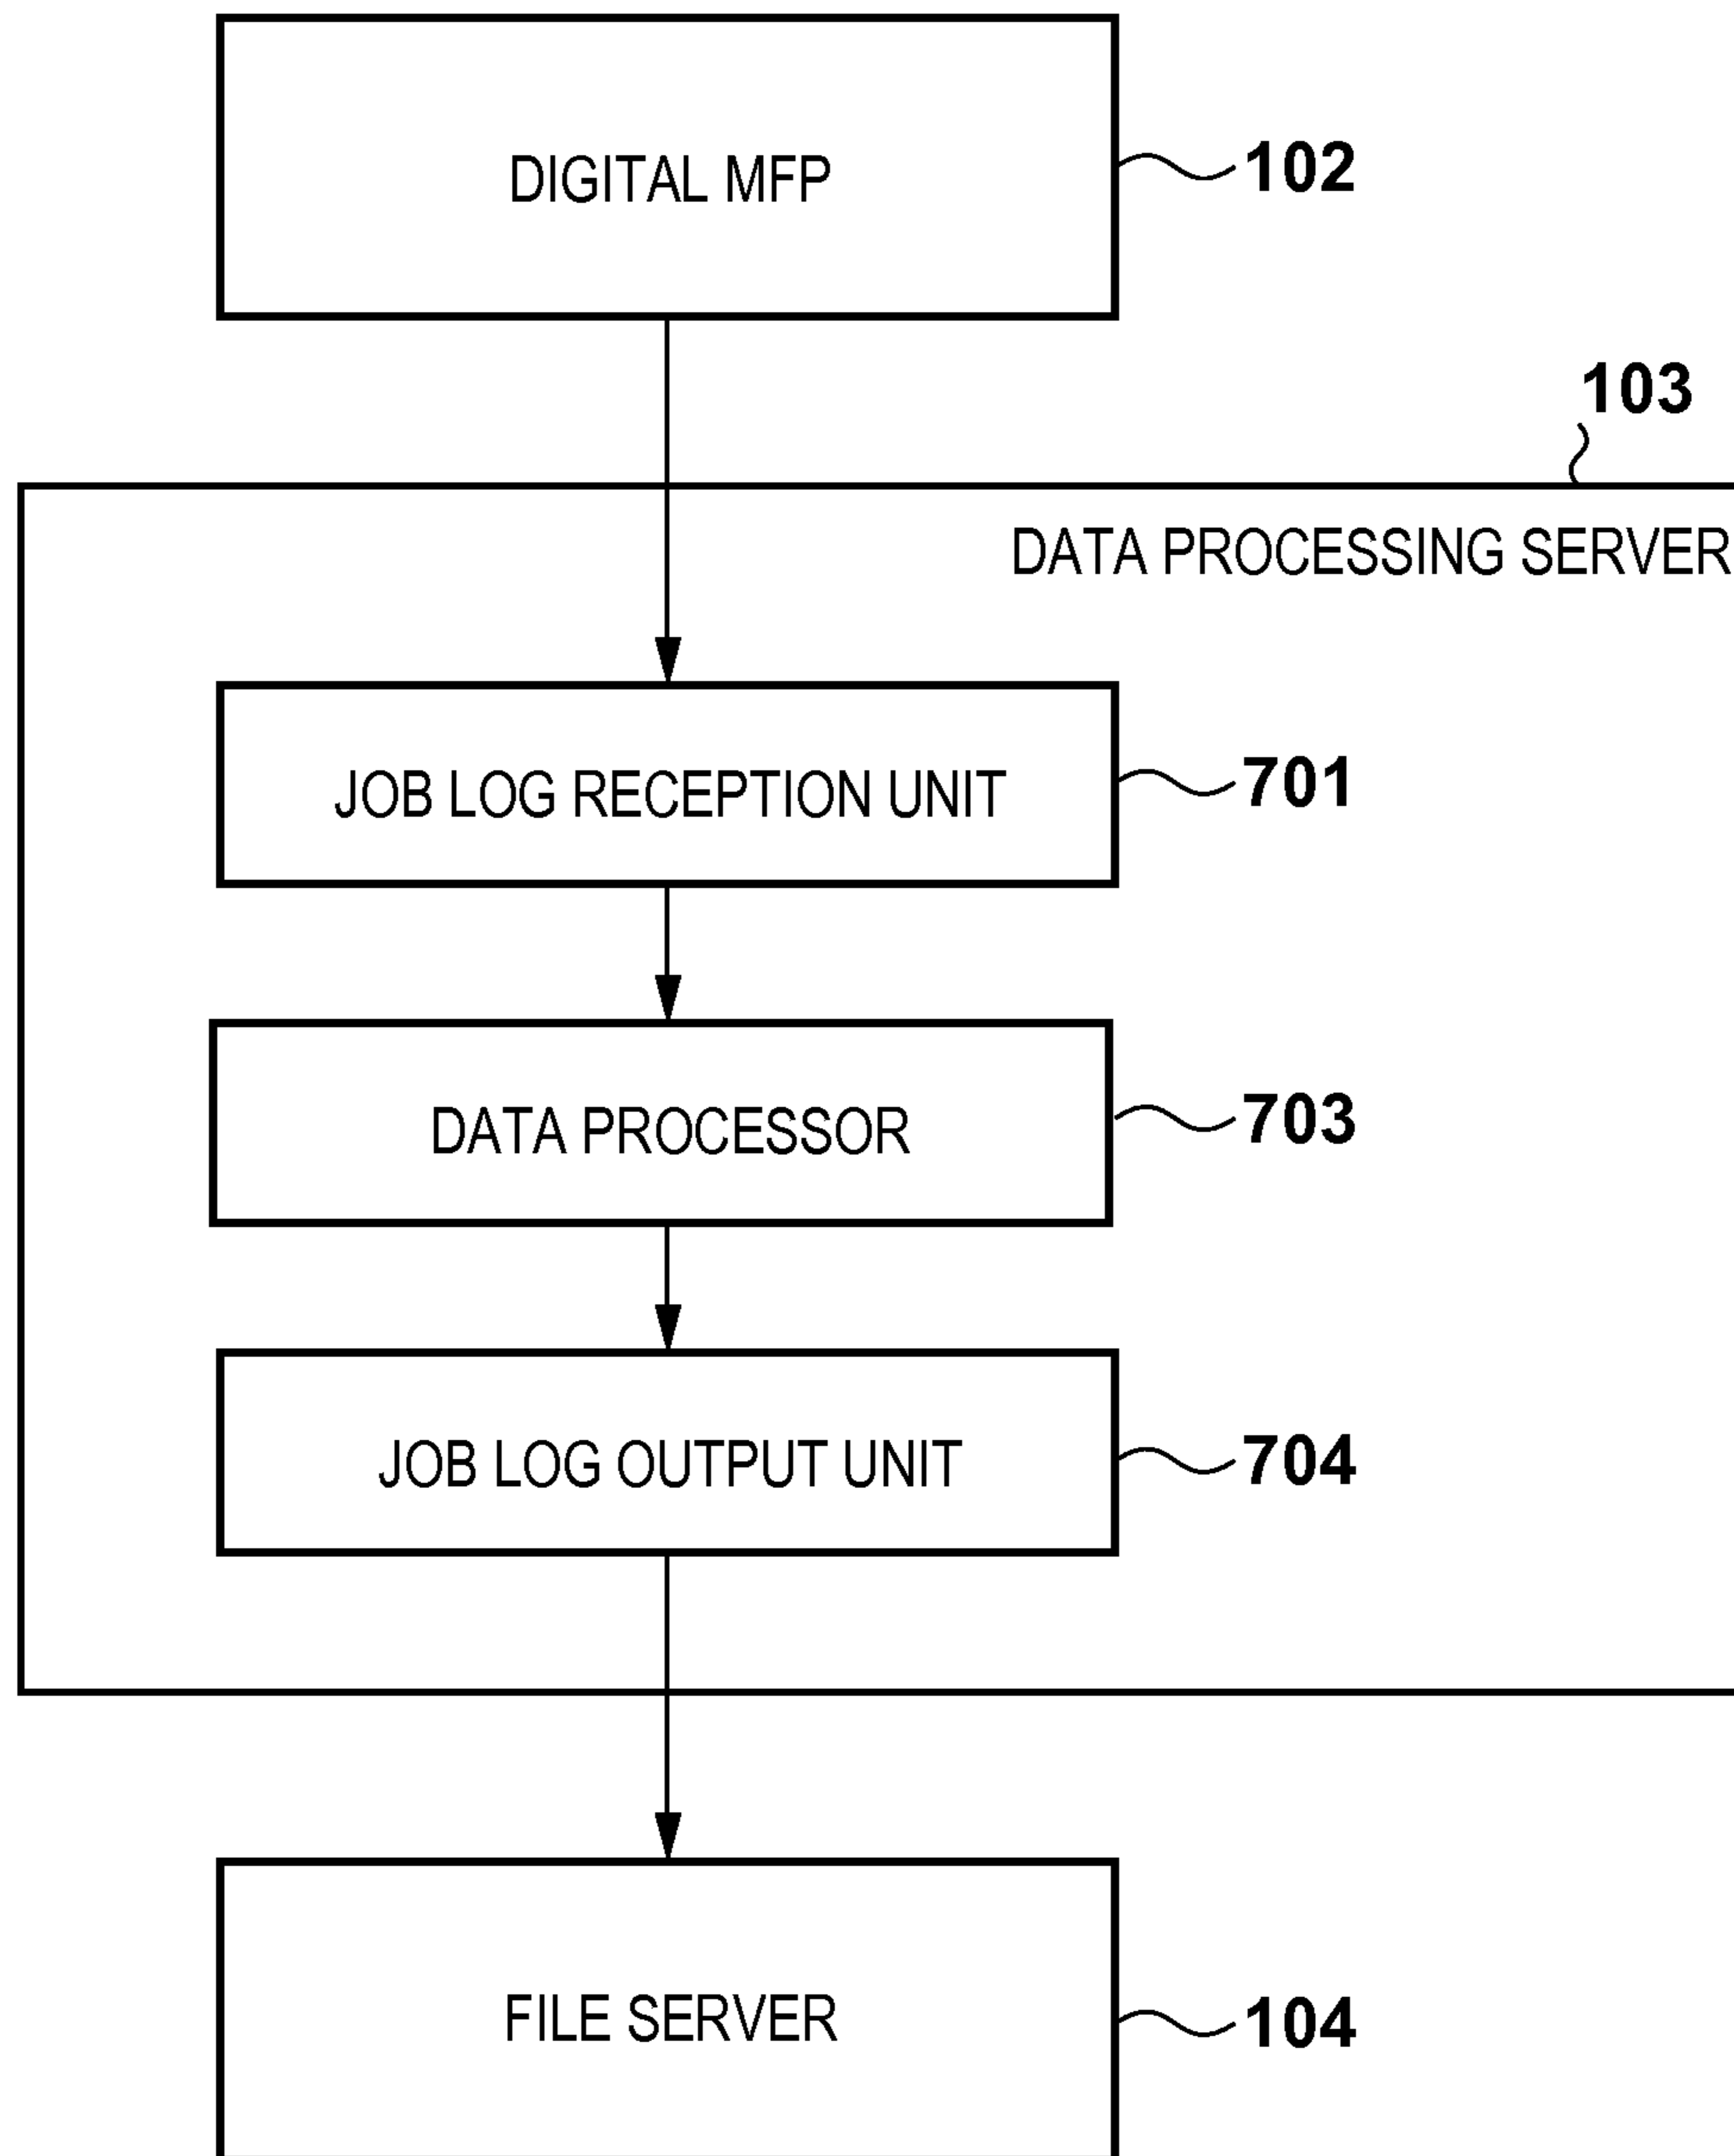 DIGITAL MFP
102
103
DATA PROCESSING SERVER
JOB LOG RECEPTION UNIT
701
DATA PROCESSOR
703
JOB LOG OUTPUT UNIT
704
FILE SERVER
104